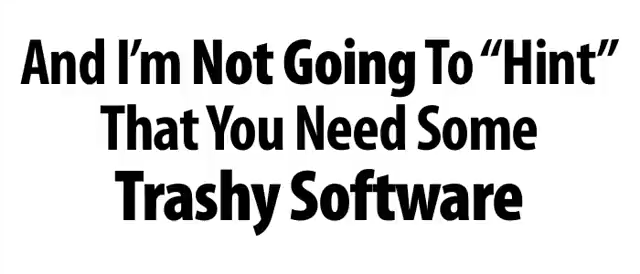 And I'm Not Going To “Hint”
That You Need Some
Trashy Software